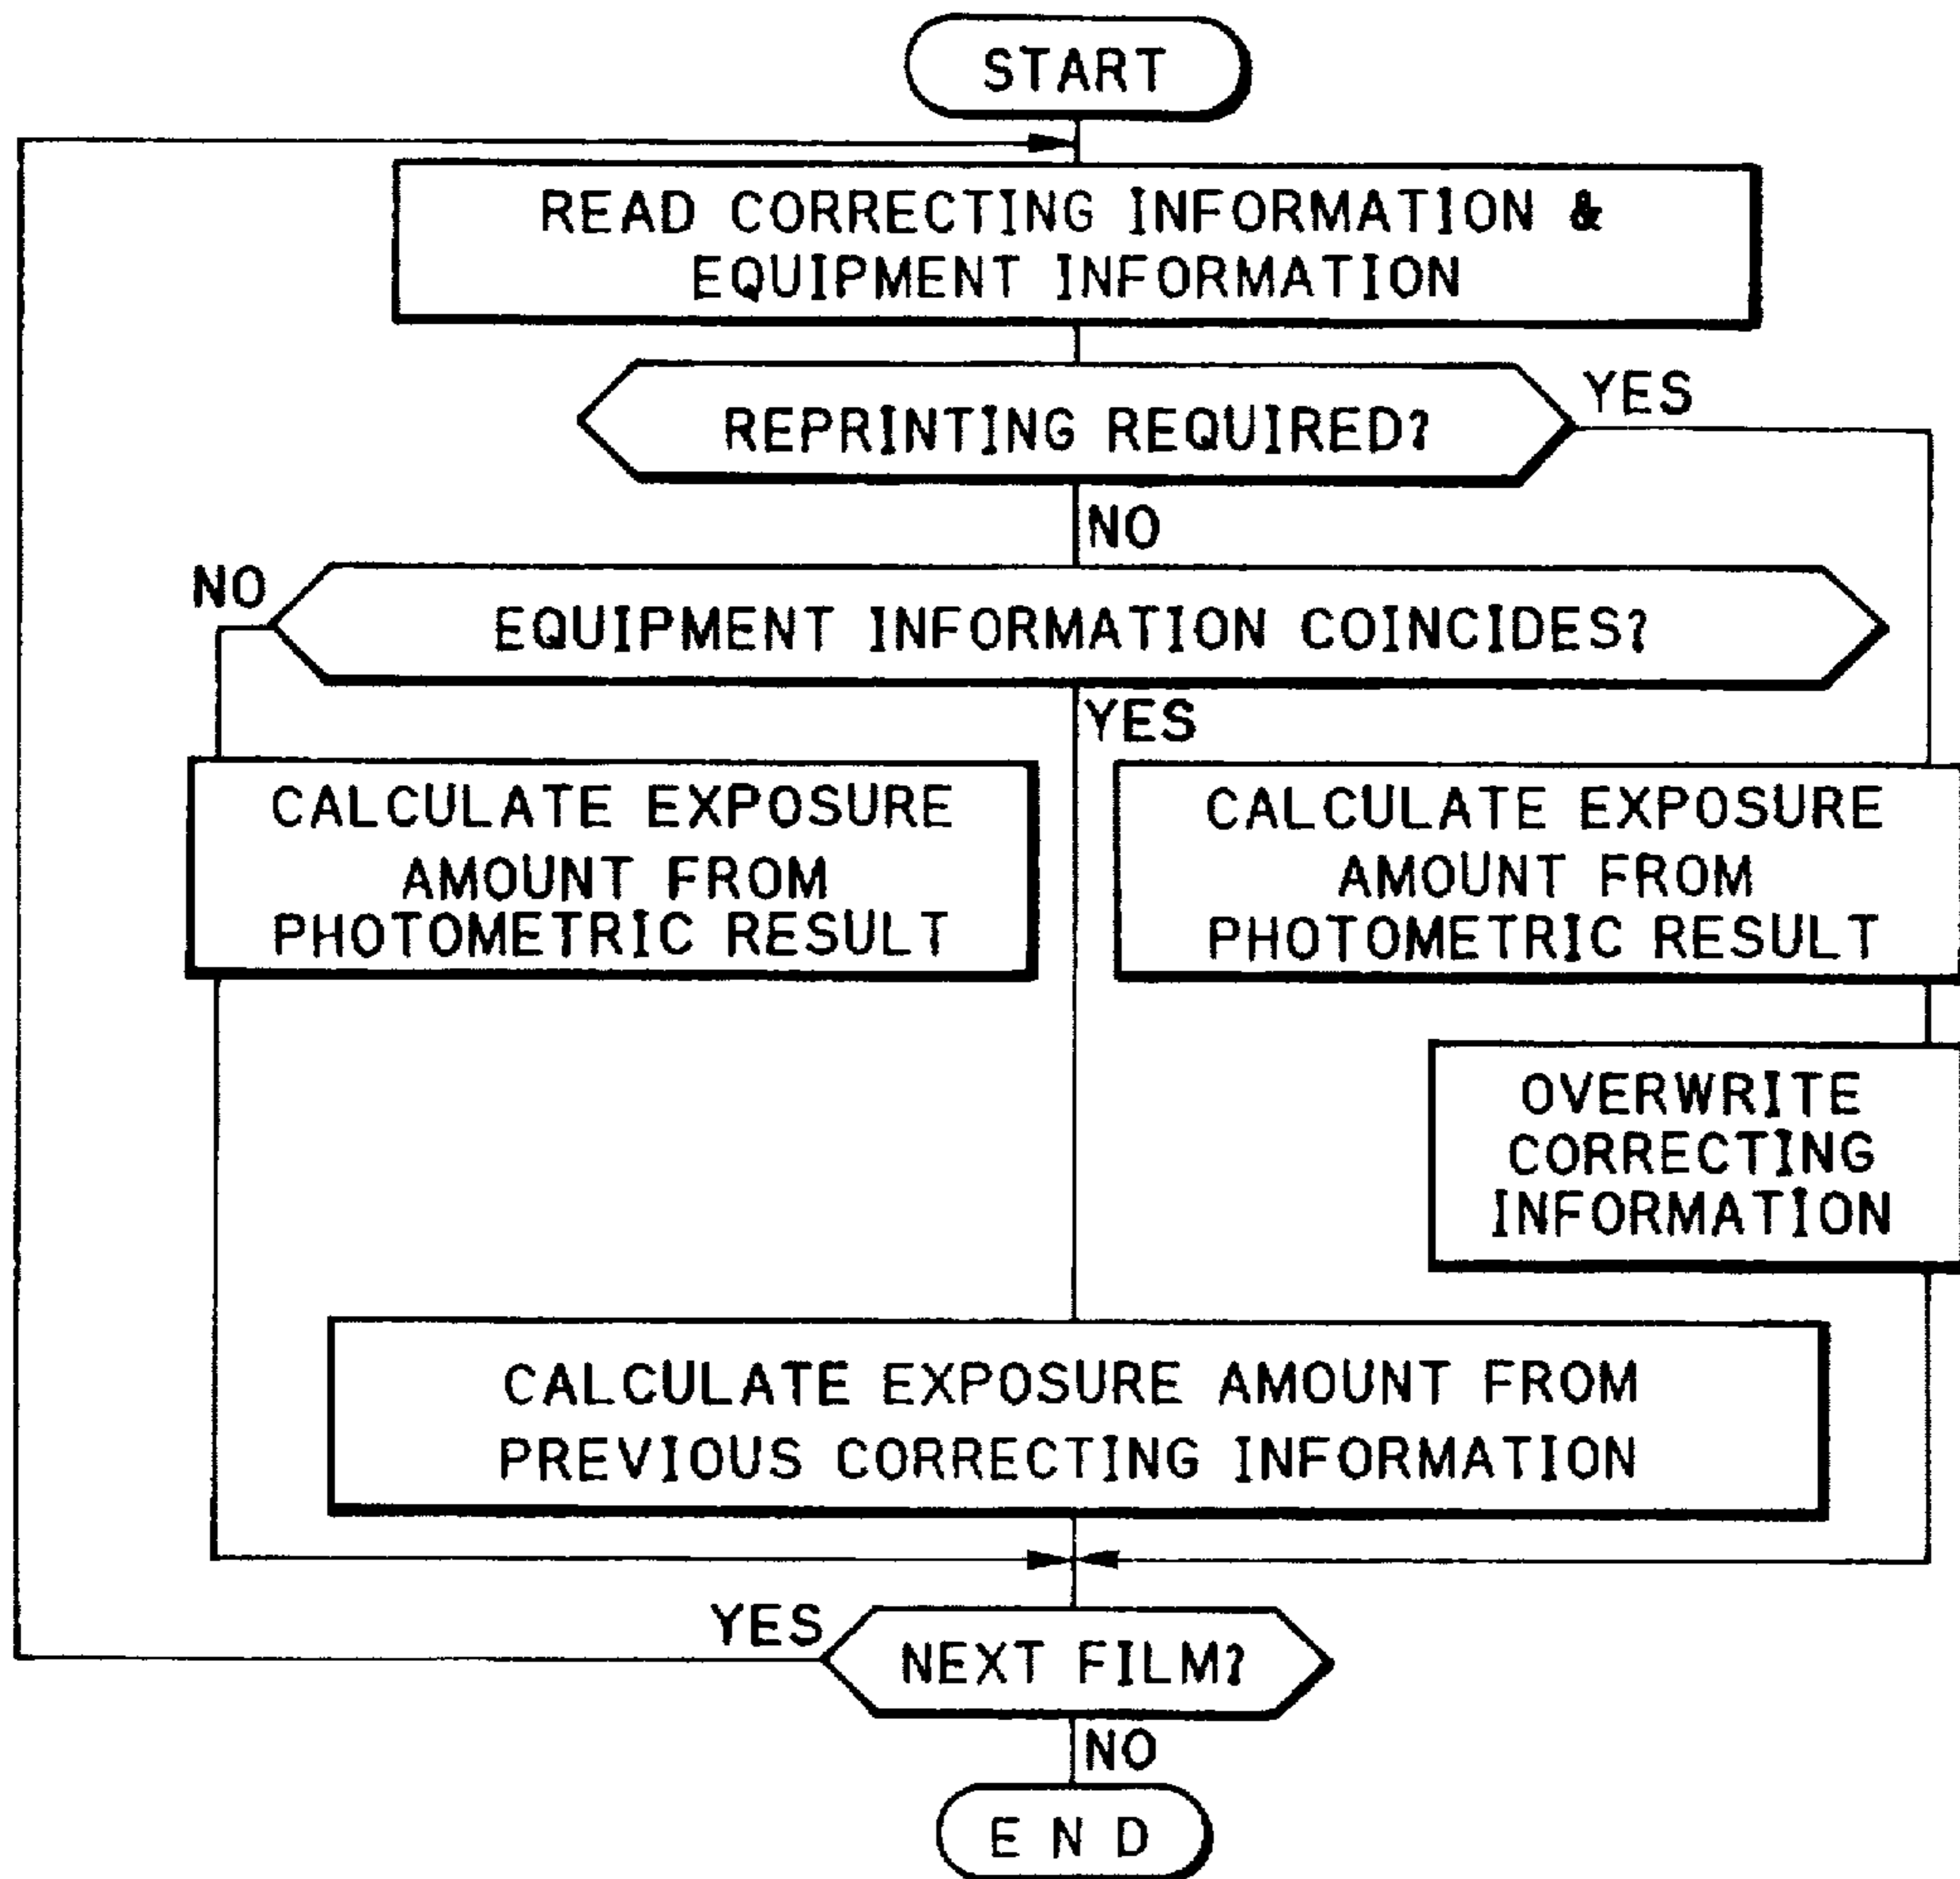 START
READ CORRECTING INFORMATION &
EQUIPMENT INFORMATION
YES
REPRINTING REQUIRED?
NO
NO
EQUIPMENT INFORMATION COINCIDES?
YES
CALCULATE EXPOSURE
AMOUNT FROM
PHOTOMETRIC RESULT
CALCULATE EXPOSURE
AMOUNT FROM
PHOTOMETRIC RESULT
OVERWRITE
CORRECTING
INFORMATION
CALCULATE EXPOSURE AMOUNT FROM
PREVIOUS CORRECTING INFORMATION
YES
NEXT FILM?
NO
END